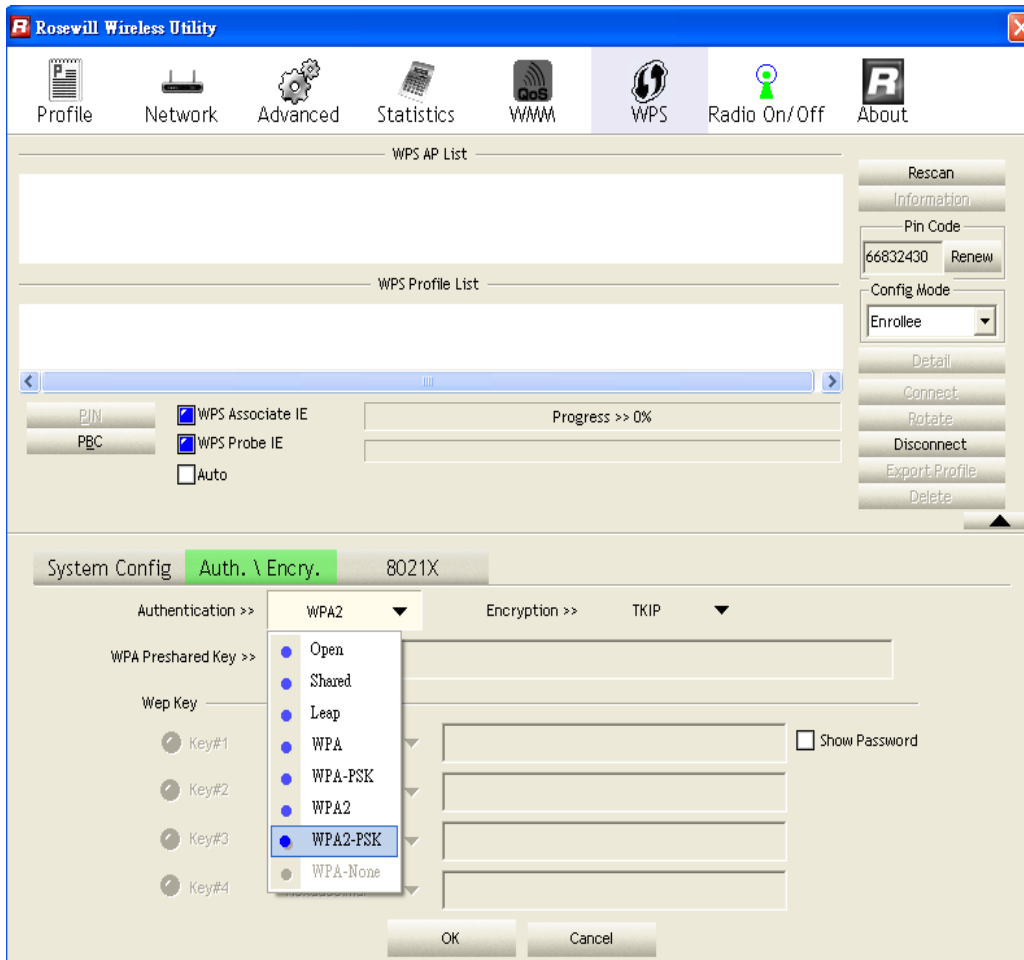 Rosewill Wireless Utility
Profile Network Advanced Statistics QoS WMM WPS Radio On/Off R About
WPS AP List
Rescan
Information
Pin Code
66832430 Renew
WPS Profile List
Config Mode
Enrollee
Detail
Connect
Rotate
Disconnect
Export Profile
Delete
PIN
PBC
WPS Associate IE
WPS Probe IE
Auto
Progress >> 0%
System Config Auth. \ Encry. 8021X
Authentication >> WPA2 Encryption >> TKIP
WPA Preshared Key >>
Open
Shared
Leap
WPA
WPA-PSK
WPA2
WPA2-PSK
WPA-None
Wep Key
Key#1
Show Password
Key#2
Key#3
Key#4
OK Cancel